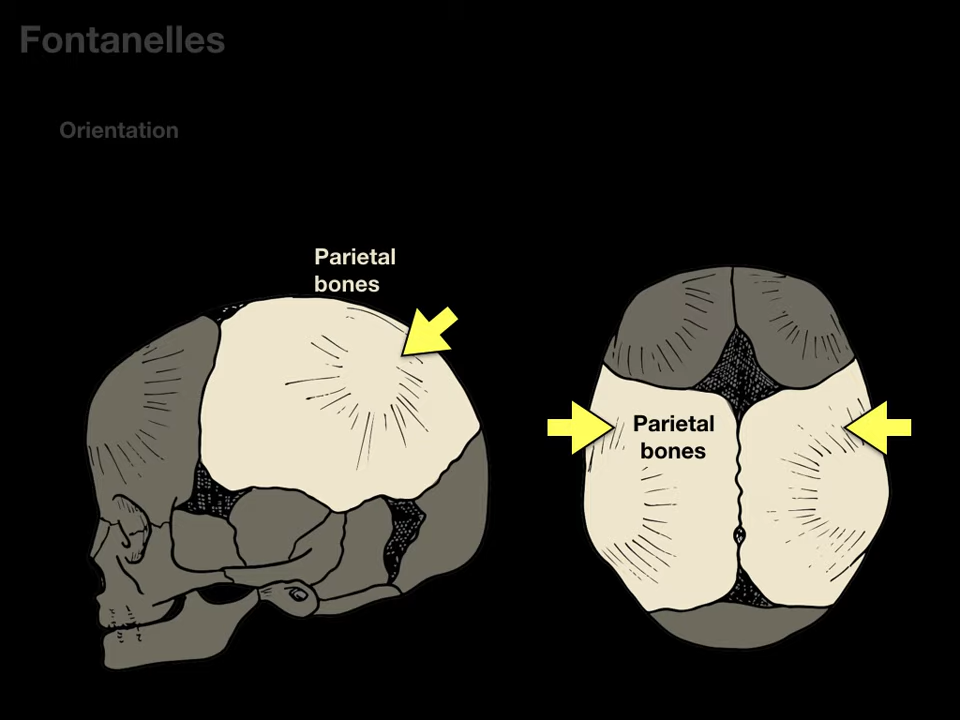 Fontanelles
Orientation
Parietal
bones
Parietal
bones